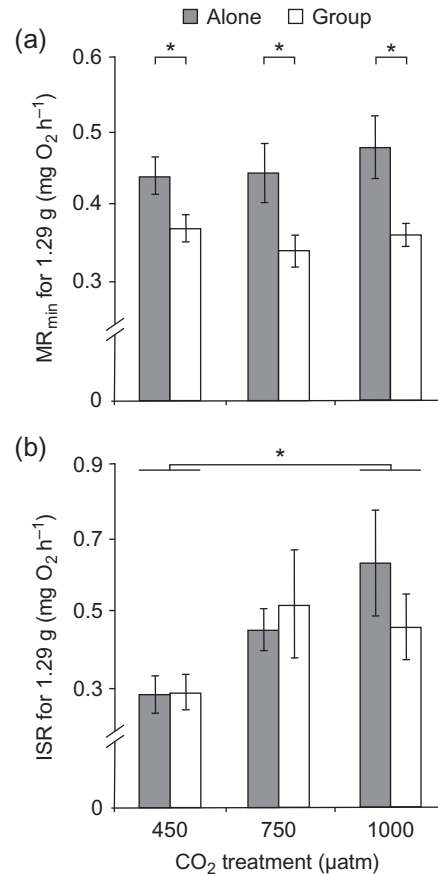 Alone Group
(a)
* * *
0.6
0.5
0.4
0.3
0
MR_min for 1.29 g (mg O₂ h⁻¹)
(b)
*
0.9
0.7
0.5
0.3
0
ISR for 1.29 g (mg O₂ h⁻¹)
450 750 1000
CO₂ treatment (μatm)